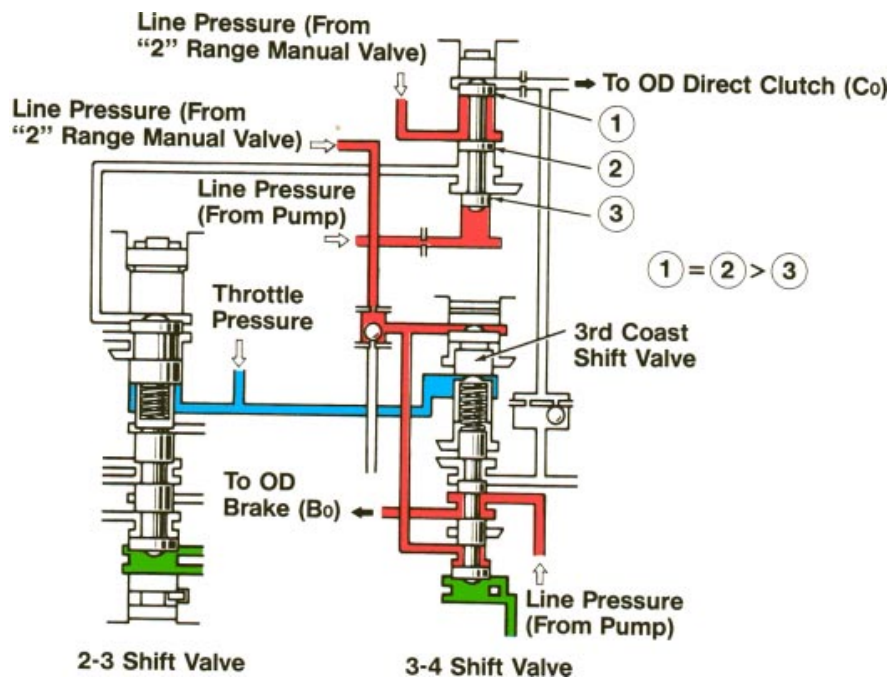 Line Pressure (From
“2” Range Manual Valve)
To OD Direct Clutch (C0)
Line Pressure (From
“2” Range Manual Valve)
1
2
Line Pressure
(From Pump)
3
1 = 2 > 3
Throttle
Pressure
3rd Coast
Shift Valve
To OD
Brake (B0)
Line Pressure
(From Pump)
2-3 Shift Valve
3-4 Shift Valve